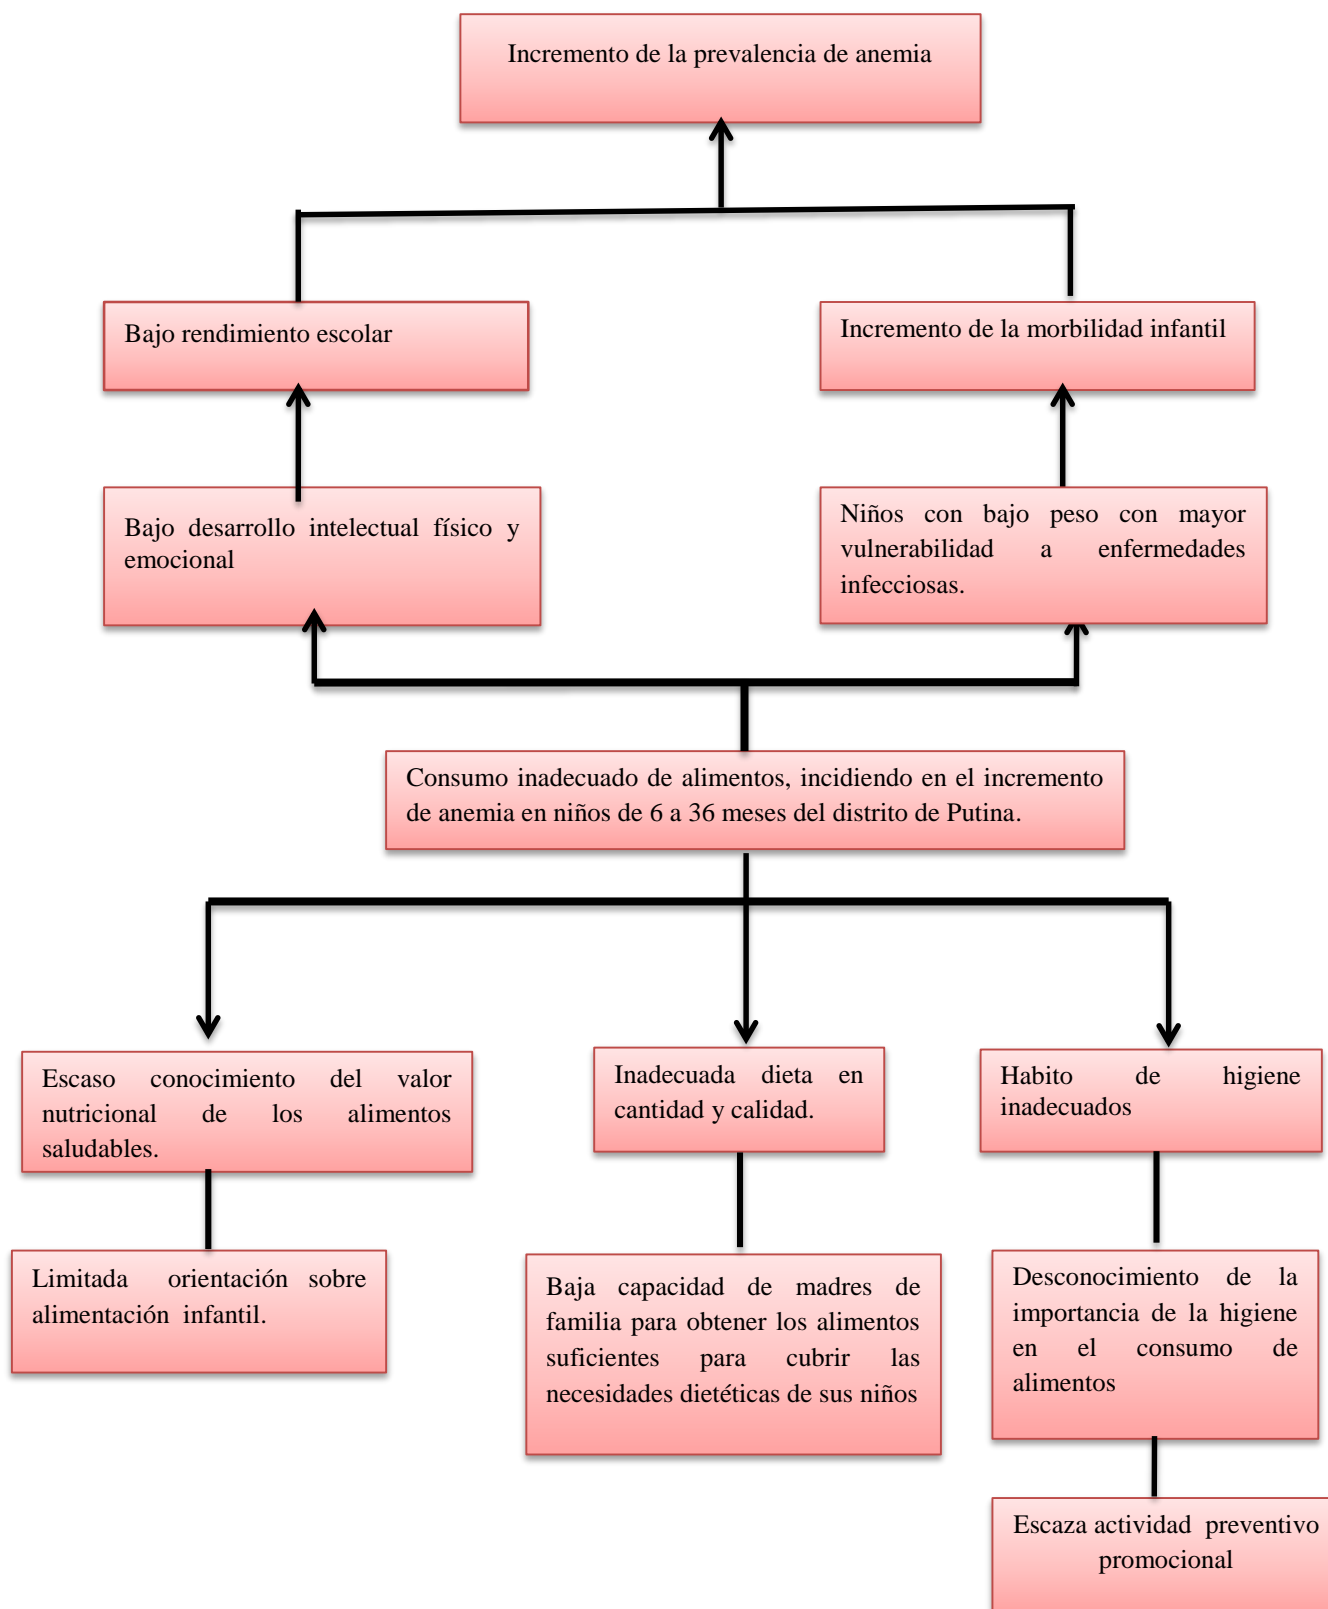 Incremento de la prevalencia de anemia
Bajo rendimiento escolar
Incremento de la morbilidad infantil
Bajo desarrollo intelectual físico y
emocional
Niños con bajo peso con mayor
vulnerabilidad a enfermedades
infecciosas.
Consumo inadecuado de alimentos, incidiendo en el incremento
de anemia en niños de 6 a 36 meses del distrito de Putina.
Escaso conocimiento del valor
nutricional de los alimentos
saludables.
Inadecuada dieta en
cantidad y calidad.
Habito de higiene
inadecuados
Limitada orientación sobre
alimentación infantil.
Baja capacidad de madres de
familia para obtener los alimentos
suficientes para cubrir las
necesidades dietéticas de sus niños
Desconocimiento de la
importancia de la higiene
en el consumo de
alimentos
Escaza actividad preventivo
promocional